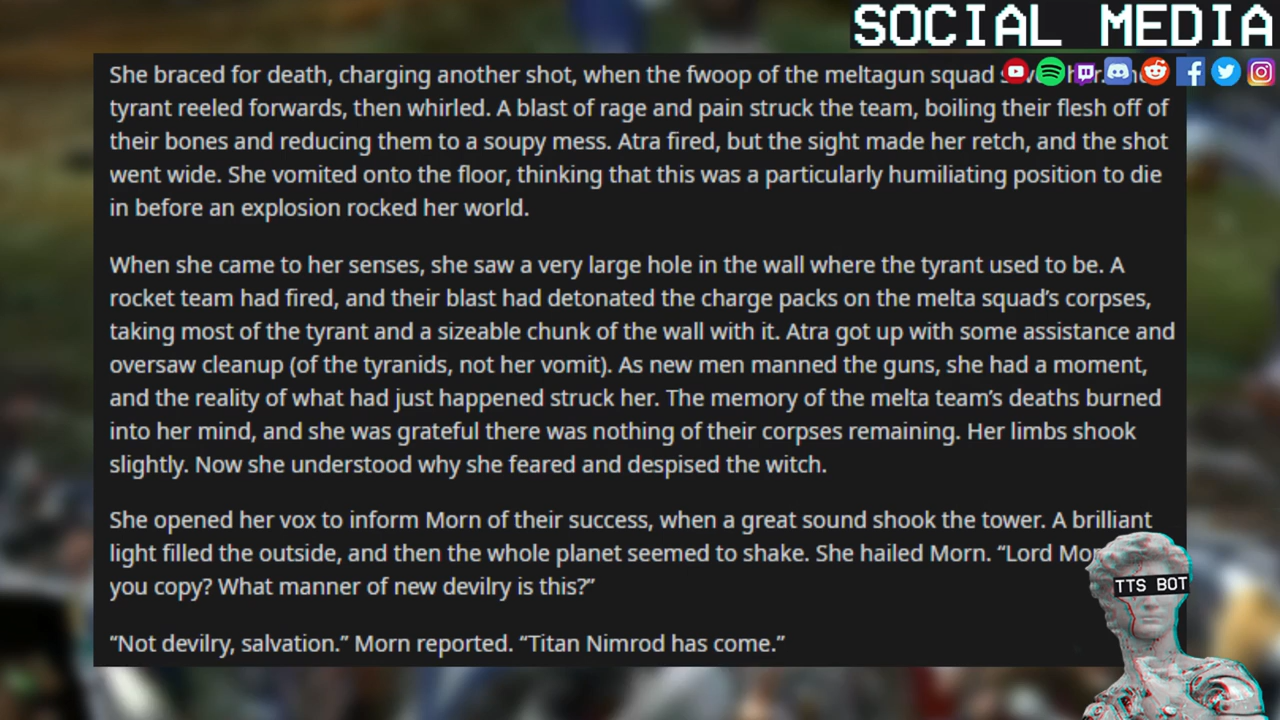 SOCIAL MEDIA
She braced for death, charging another shot, when the fwoop of the meltagun squad
tyrant reeled forwards, then whirled. A blast of rage and pain struck the team, boiling their flesh off of
their bones and reducing them to a soupy mess. Atra fired, but the sight made her retch, and the shot
went wide. She vomited onto the floor, thinking that this was a particularly humiliating position to die
in before an explosion rocked her world.
When she came to her senses, she saw a very large hole in the wall where the tyrant used to be. A
rocket team had fired, and their blast had detonated the charge packs on the melta squad’s corpses,
taking most of the tyrant and a sizeable chunk of the wall with it. Atra got up with some assistance and
oversaw cleanup (of the tyranids, not her vomit). As new men manned the guns, she had a moment,
and the reality of what had just happened struck her. The memory of the melta team’s deaths burned
into her mind, and she was grateful there was nothing of their corpses remaining. Her limbs shook
slightly. Now she understood why she feared and despised the witch.
She opened her vox to inform Morn of their success, when a great sound shook the tower. A brilliant
light filled the outside, and then the whole planet seemed to shake. She hailed Morn. “Lord
you copy? What manner of new devilry is this?”
“Not devilry, salvation.” Morn reported. “Titan Nimrod has come.”
TTS BOT